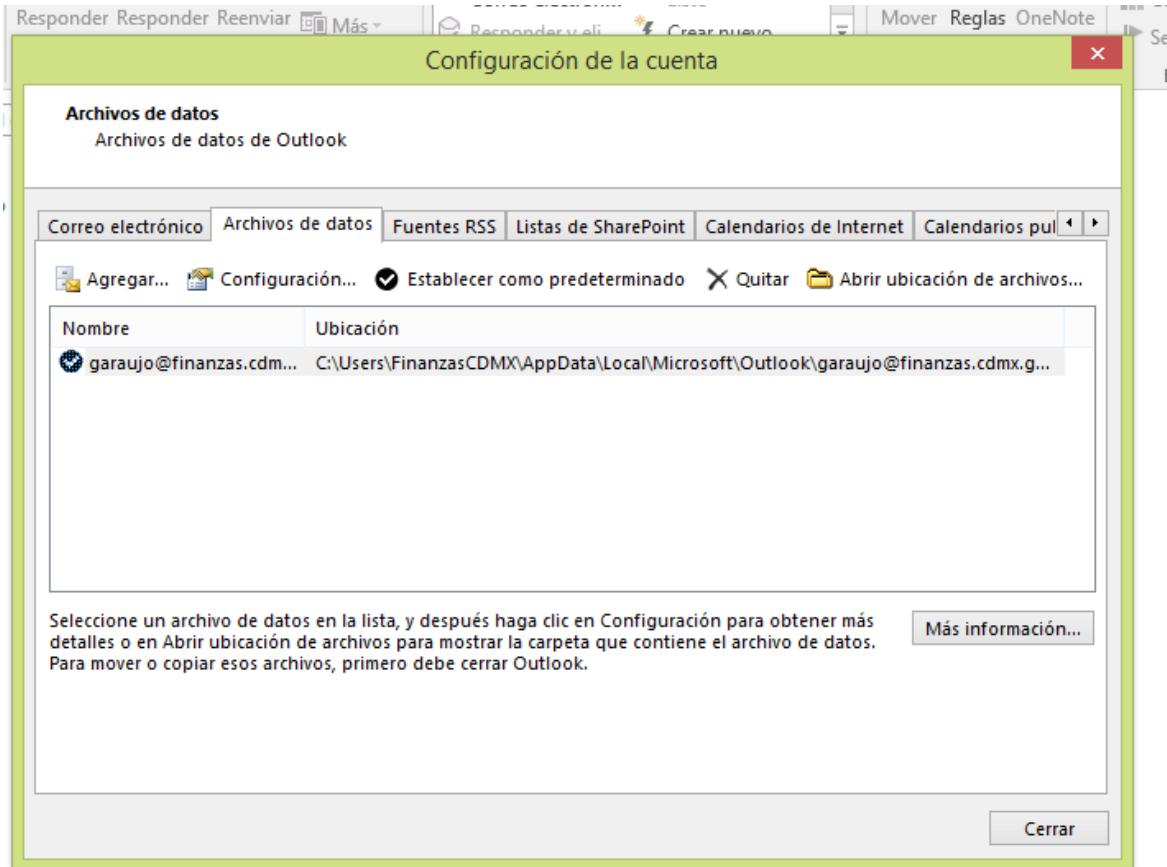 Responder Responder Reenviar Más
Responder y eli... Crear nuevo
Mover Reglas OneNote
Configuración de la cuenta
Archivos de datos
Archivos de datos de Outlook
Correo electrónico Archivos de datos Fuentes RSS Listas de SharePoint Calendarios de Internet Calendarios pul
Agregar... Configuración... Establecer como predeterminado Quitar Abrir ubicación de archivos...
Nombre Ubicación
garaujo@finanzas.cdm... C:\Users\FinanzasCDMX\AppData\Local\Microsoft\Outlook\garaujo@finanzas.cdmx.g...
Seleccione un archivo de datos en la lista, y después haga clic en Configuración para obtener más
detalles o en Abrir ubicación de archivos para mostrar la carpeta que contiene el archivo de datos.
Para mover o copiar esos archivos, primero debe cerrar Outlook.
Más información...
Cerrar